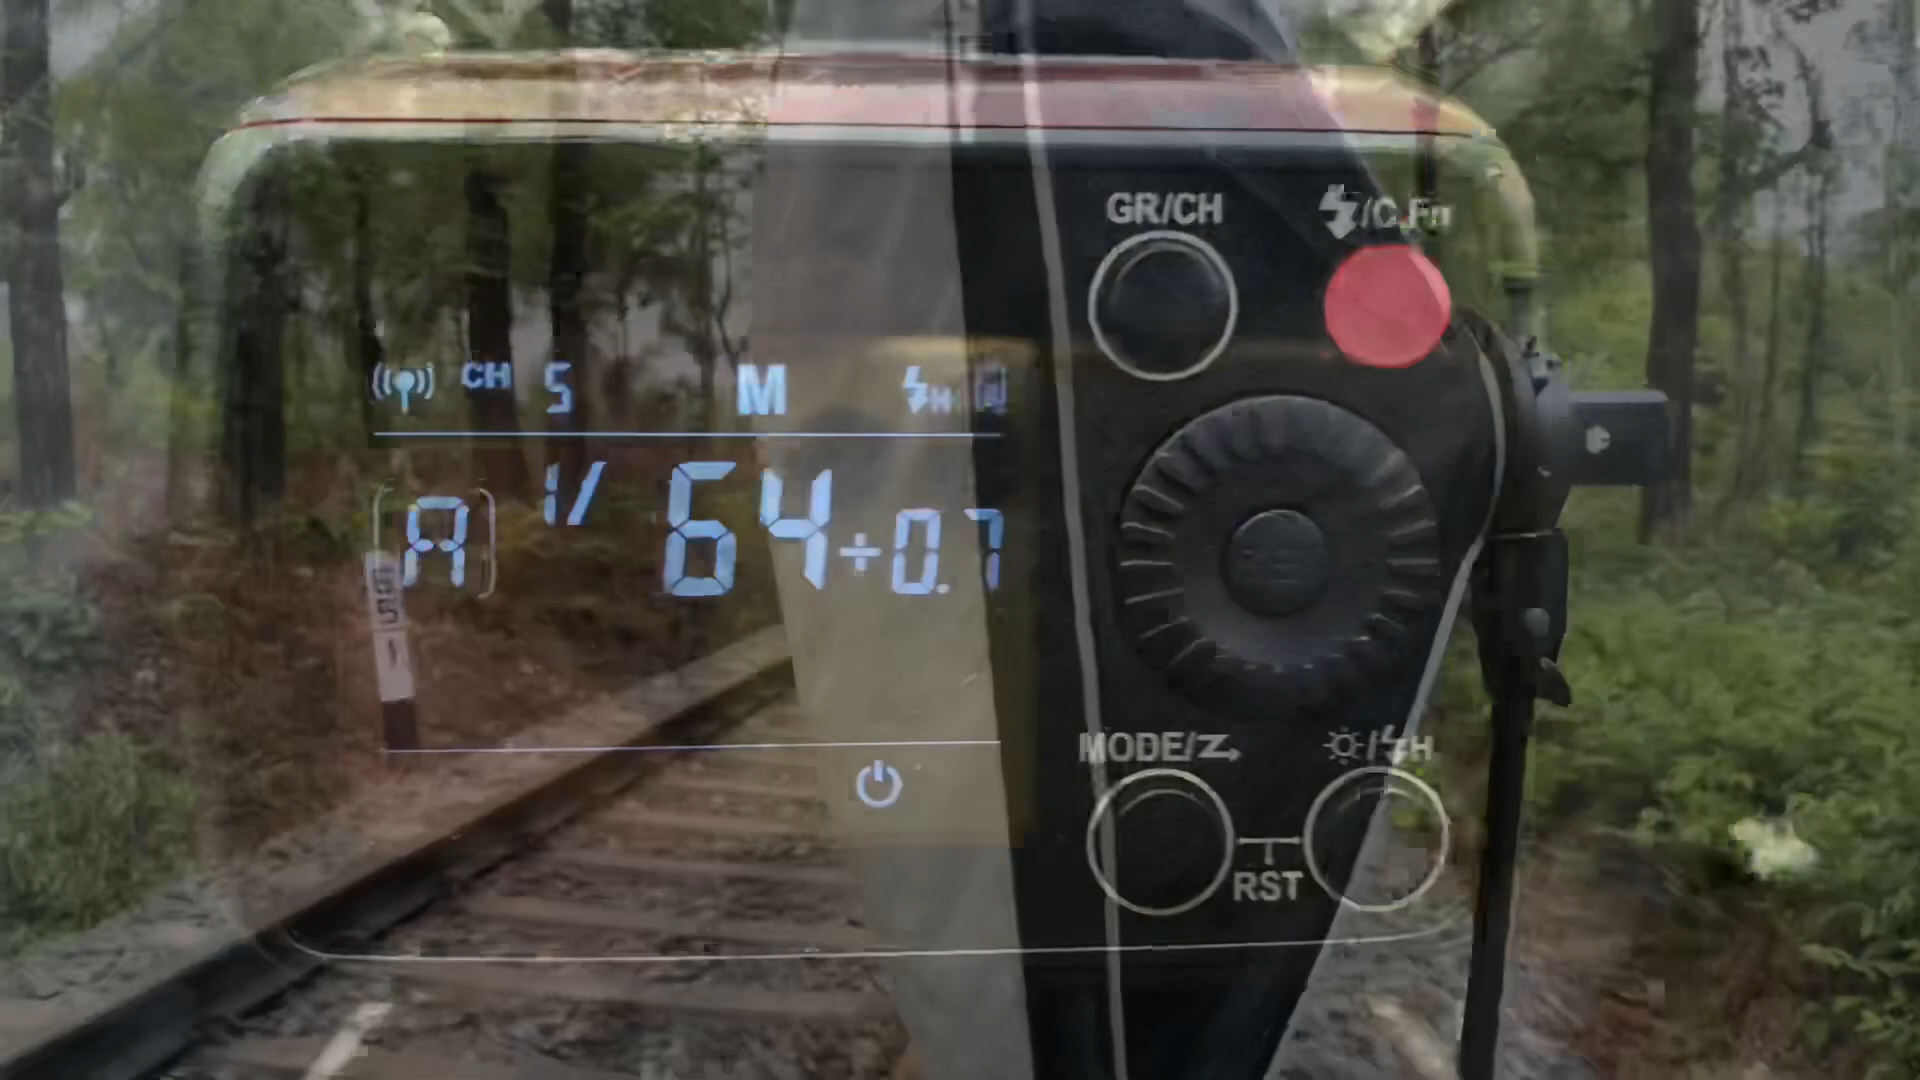 GR/CH
/C.Fn
CH 5 M H
A 1/64+0.7
MODE/
/ H
RST